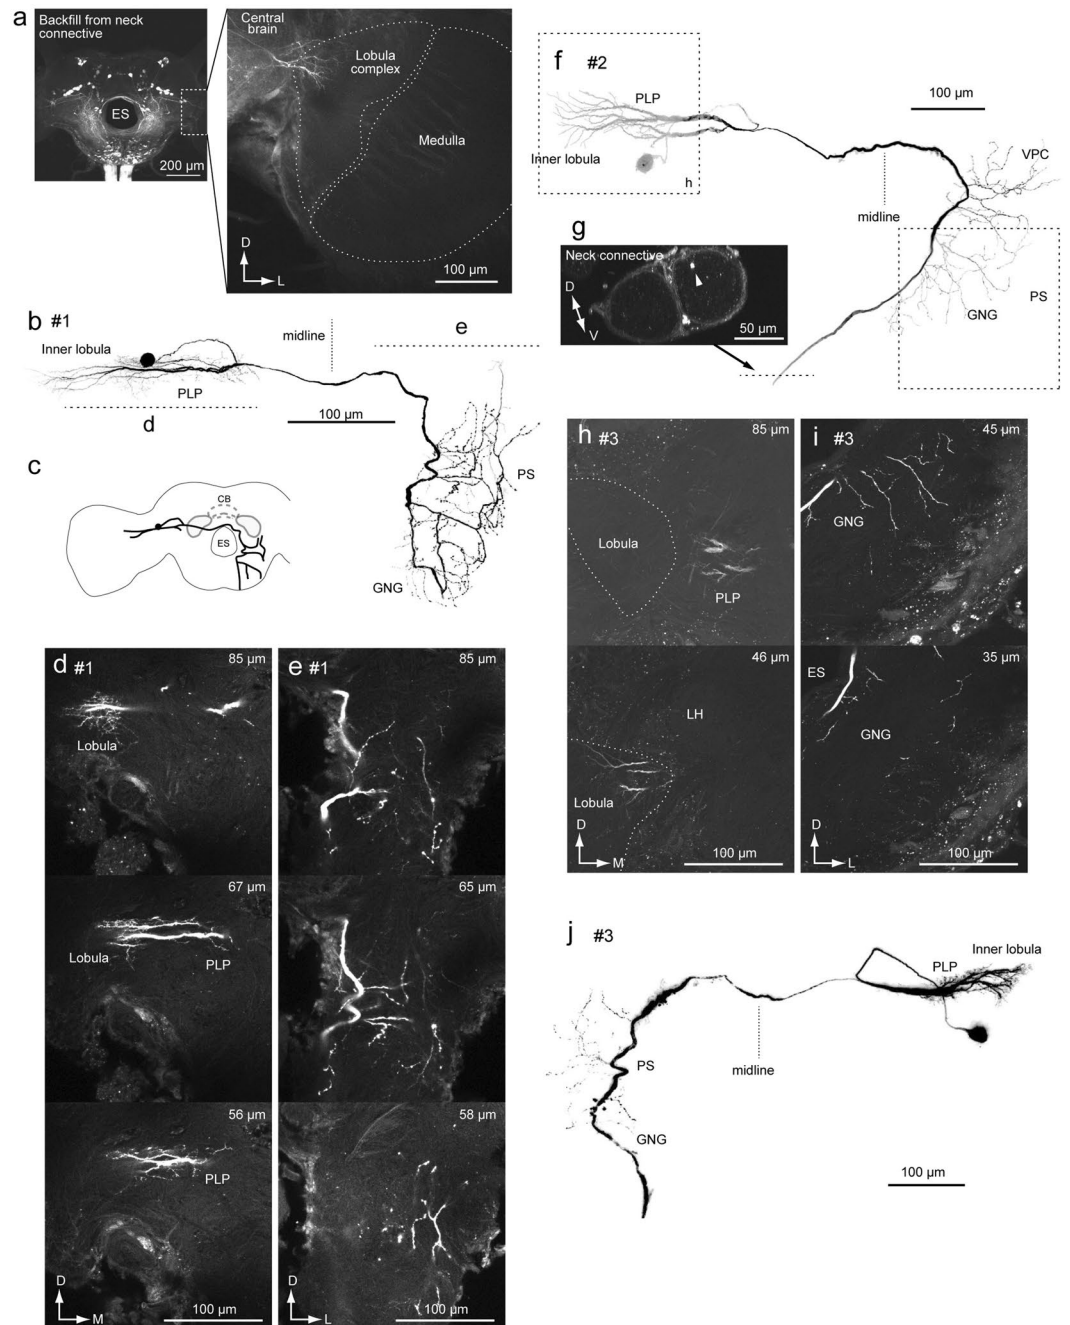 a
Backfill from neck
connective
ES
200 µm
Central
brain
Lobula
complex
Medulla
D
L
100 µm
b #1
Inner lobula
PLP
d
midline
100 µm
e
PS
GNG
c
CB
ES
d #1
85 µm
Lobula
67 µm
Lobula
PLP
56 µm
PLP
D
M
100 µm
e #1
85 µm
65 µm
58 µm
D
L
100 µm
f #2
PLP
Inner lobula
h
100 µm
VPC
midline
PS
GNG
g
Neck connective
D
V
50 µm
h #3
85 µm
Lobula
PLP
46 µm
LH
Lobula
D
M
100 µm
i #3
45 µm
GNG
35 µm
ES
GNG
D
L
100 µm
j #3
Inner lobula
PLP
midline
PS
GNG
100 µm